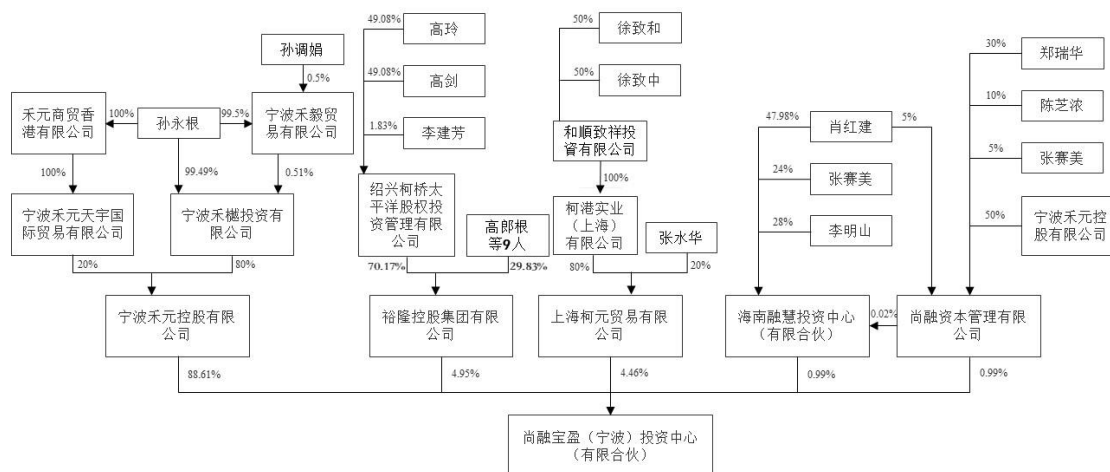 孙调娟
0.5%
禾元商贸香
港有限公司
100%
孙永根
99.5%
宁波禾毅贸
易有限公司
100%
99.49%
0.51%
宁波禾元天宇国
际贸易有限公司
宁波禾樾投资有
限公司
20%
80%
宁波禾元控股有限公
司
88.61%
49.08%
高玲
49.08%
高剑
1.83%
李建芳
绍兴柯桥太
平洋股权投
资管理有限
公司
高郎根
等9人
70.17%
29.83%
裕隆控股集团有限公
司
4.95%
50%
徐致和
50%
徐致中
和順致祥投
資有限公司
100%
柯港实业
（上海）
有限公司
张水华
80%
20%
上海柯元贸易有限公
司
4.46%
47.98%
肖红建
5%
24%
张赛美
28%
李明山
海南融慧投资中心
（有限合伙）
0.02%
0.99%
30%
郑瑞华
10%
陈芝浓
5%
张赛美
50%
宁波禾元控
股有限公司
尚融资本管理有限公
司
0.99%
尚融宝盈（宁波）投资中心
（有限合伙）